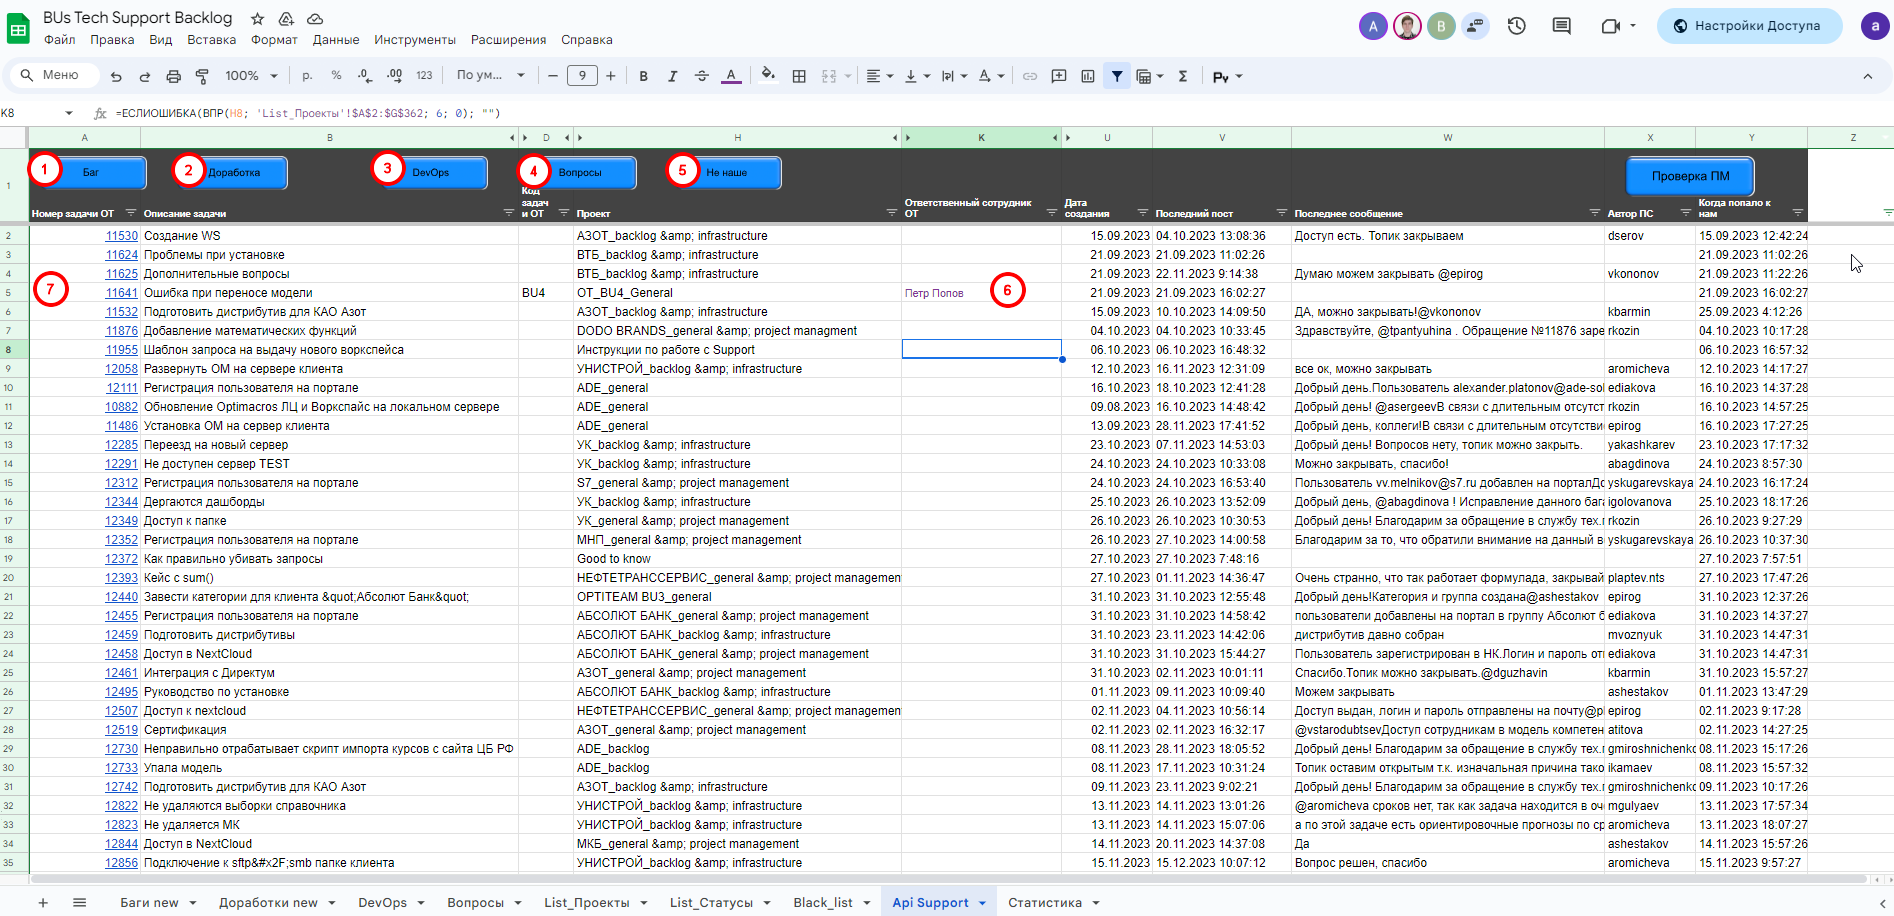 BUs Tech Support Backlog
Файл Правка Вид Вставка Формат Данные Инструменты Расширения Справка
A B Настройки Доступа a
Меню 100% р. % .0 .00 123 По ум... 9 B I A Σ Pу
K8 fx =ЕСЛИОШИБКА(ВПР(H8; 'List_Проекты'!$A$2:$G$362; 6; 0); "")
A B D H K U V W X Y Z
1 Баг 2 Доработка 3 DevOps 4 Вопросы 5 Не наше Проверка ПМ
1 Номер задачи ОТ Описание задачи Код задачи ОТ Проект Ответственный сотрудник ОТ Дата создания Последний пост Последнее сообщение Автор ПС Когда попало к нам
2 11530 Создание WS АЗОТ_backlog &amp; infrastructure 15.09.2023 04.10.2023 13:08:36 Доступ есть. Топик закрываем dserov 15.09.2023 12:42:24
3 11624 Проблемы при установке ВТБ_backlog &amp; infrastructure 21.09.2023 21.09.2023 11:02:26 21.09.2023 11:02:26
4 11625 Дополнительные вопросы ВТБ_backlog &amp; infrastructure 21.09.2023 22.11.2023 9:14:38 Думаю можем закрывать @epirog vkononov 21.09.2023 11:22:26
5 7 11641 Ошибка при переносе модели BU4 OT_BU4_General Петр Попов 6 21.09.2023 21.09.2023 16:02:27 21.09.2023 16:02:27
6 11532 Подготовить дистрибутив для КАО Азот АЗОТ_backlog &amp; infrastructure 15.09.2023 10.10.2023 14:09:50 ДА, можно закрывать!@vkononov kbarmin 25.09.2023 4:12:26
7 11876 Добавление математических функций DODO BRANDS_general &amp; project managment 04.10.2023 04.10.2023 10:33:45 Здравствуйте, @tpantyuhina . Обращение №11876 заре rkozin 04.10.2023 10:17:28
8 11955 Шаблон запроса на выдачу нового воркспейса Инструкции по работе с Support 06.10.2023 06.10.2023 16:48:32 06.10.2023 16:57:32
9 12058 Развернуть ОМ на сервере клиента УНИСТРОЙ_backlog &amp; infrastructure 12.10.2023 16.11.2023 12:31:09 все ок, можно закрывать aromicheva 12.10.2023 14:17:27
10 12111 Регистрация пользователя на портале ADE_general 16.10.2023 18.10.2023 12:41:28 Добрый день.Пользователь alexander.platonov@ade-sol ediakova 16.10.2023 14:37:28
11 10882 Обновление Optimacros ЛЦ и Воркспайс на локальном сервере ADE_general 09.08.2023 16.10.2023 14:48:42 Добрый день! @asergeevВ связи с длительным отсутст rkozin 16.10.2023 14:57:25
12 11486 Установка ОМ на сервер клиента ADE_general 13.09.2023 28.11.2023 17:41:52 Добрый день, коллеги!В связи с длительным отсутстви epirog 16.10.2023 17:27:25
13 12285 Переезд на новый сервер УК_backlog &amp; infrastructure 23.10.2023 07.11.2023 14:53:03 Добрый день! Вопросов нету, топик можно закрыть. yakashkarev 23.10.2023 17:17:32
14 12291 Не доступен сервер TEST УК_backlog &amp; infrastructure 24.10.2023 24.10.2023 10:33:08 Можно закрывать, спасибо! abagdinova 24.10.2023 8:57:30
15 12312 Регистрация пользователя на портале S7_general &amp; project management 24.10.2023 24.10.2023 16:53:40 Пользователь vv.melnikov@s7.ru добавлен на порталДо yskugarevskaya 24.10.2023 16:17:24
16 12344 Дергаются дашборды УК_backlog &amp; infrastructure 25.10.2023 26.10.2023 13:52:09 Добрый день, @abagdinova ! Исправление данного бага igolovanova 25.10.2023 18:17:26
17 12349 Доступ к папке УК_general &amp; project management 26.10.2023 26.10.2023 10:30:53 Добрый день! Благодарим за обращение в службу тех.п rkozin 26.10.2023 9:27:29
18 12352 Регистрация пользователя на портале МНП_general &amp; project management 26.10.2023 27.10.2023 14:00:58 Благодарим за то, что обратили внимание на данный в yskugarevskaya 26.10.2023 10:37:30
19 12372 Как правильно убивать запросы Good to know 27.10.2023 27.10.2023 7:48:16 27.10.2023 7:57:51
20 12393 Кейс с sum() НЕФТЕТРАНССЕРВИС_general &amp; project managemen 27.10.2023 01.11.2023 14:36:47 Очень странно, что так работает формулада, закрывай plaptev.nts 27.10.2023 17:47:26
21 12440 Завести категории для клиента &quot;Абсолют Банк&quot; OPTITEAM BU3_general 31.10.2023 31.10.2023 12:55:48 Добрый день!Категория и группа создана@ashestakov epirog 31.10.2023 12:37:26
22 12455 Регистрация пользователя на портале АБСОЛЮТ БАНК_general &amp; project management 31.10.2023 31.10.2023 14:58:42 пользователи добавлены на портал в группу Абсолют б ediakova 31.10.2023 14:37:27
23 12459 Подготовить дистрибутивы АБСОЛЮТ БАНК_backlog &amp; infrastructure 31.10.2023 23.11.2023 14:42:06 дистрибутив давно собран mvoznyuk 31.10.2023 14:47:31
24 12458 Доступ в NextCloud АБСОЛЮТ БАНК_general &amp; project management 31.10.2023 31.10.2023 15:44:27 Пользователь зарегистрирован в НК.Логин и пароль от ediakova 31.10.2023 14:47:31
25 12461 Интеграция с Директум АЗОТ_general &amp; project management 31.10.2023 02.11.2023 10:01:11 Спасибо.Топик можно закрывать.@dguzhavin kbarmin 31.10.2023 15:57:27
26 12495 Руководство по установке АБСОЛЮТ БАНК_backlog &amp; infrastructure 01.11.2023 09.11.2023 10:09:40 Можем закрывать ashestakov 01.11.2023 13:47:29
27 12507 Доступ к nextcloud НЕФТЕТРАНССЕРВИС_general &amp; project managemen 02.11.2023 04.11.2023 10:56:14 Доступ выдан, логин и пароль отправлены на почту@p epirog 02.11.2023 9:17:28
28 12519 Сертификация АЗОТ_general &amp; project management 02.11.2023 02.11.2023 16:32:17 @vstarodubtsevДоступ сотрудникам в модель компетен atitova 02.11.2023 14:27:25
29 12730 Неправильно отрабатывает скрипт импорта курсов с сайта ЦБ РФ ADE_backlog 08.11.2023 28.11.2023 18:05:52 Добрый день! Благодарим за обращение в службу тех.п gmiroshnichenko 08.11.2023 15:17:26
30 12733 Упала модель ADE_backlog 08.11.2023 17.11.2023 10:31:24 Топик оставим открытым т.к. изначальная причина тако ikamaev 08.11.2023 15:57:32
31 12742 Подготовить дистрибутив для КАО Азот АЗОТ_backlog &amp; infrastructure 09.11.2023 23.11.2023 9:02:21 Добрый день! Благодарим за обращение в службу тех.п gmiroshnichenko 09.11.2023 10:17:26
32 12822 Не удаляются выборки справочника УНИСТРОЙ_backlog &amp; infrastructure 13.11.2023 14.11.2023 13:01:26 @aromicheva сроков нет, так как задача находится в оч mgulyaev 13.11.2023 17:57:34
33 12823 Не удаляется МК УНИСТРОЙ_backlog &amp; infrastructure 13.11.2023 14.11.2023 15:07:06 а по этой задаче есть ориентировочные прогнозы по ср aromicheva 13.11.2023 18:07:27
34 12844 Доступ в NextCloud МКБ_general &amp; project management 14.11.2023 20.11.2023 14:37:08 Да ashestakov 14.11.2023 15:57:26
35 12856 Подключение к sftp&#x2F;smb папке клиента УНИСТРОЙ_backlog &amp; infrastructure 15.11.2023 15.12.2023 10:07:12 Вопрос решен, спасибо aromicheva 15.11.2023 9:57:27
Баги new Доработки new DevOps Вопросы List_Проекты List_Статусы Black_list Api Support Статистика